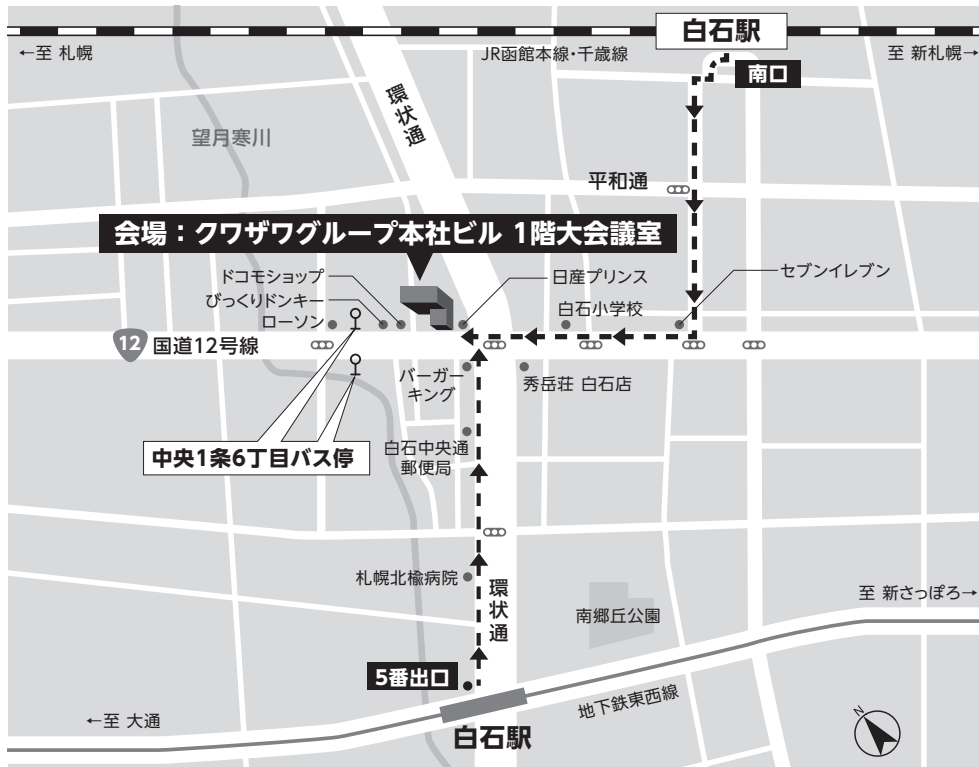 白石駅
←至 札幌
JR函館本線・千歳線
至 新札幌→
南口
環状通
望月寒川
平和通
会場：クワザワグループ本社ビル 1階大会議室
ドコモショップ
びっくりドンキー
ローソン
日産プリンス
白石小学校
セブンイレブン
12
国道12号線
バーガー
キング
秀岳荘 白石店
中央1条6丁目バス停
白石中央通
郵便局
札幌北楡病院
環状通
南郷丘公園
至 新さっぽろ→
5番出口
地下鉄東西線
←至 大通
白石駅
N